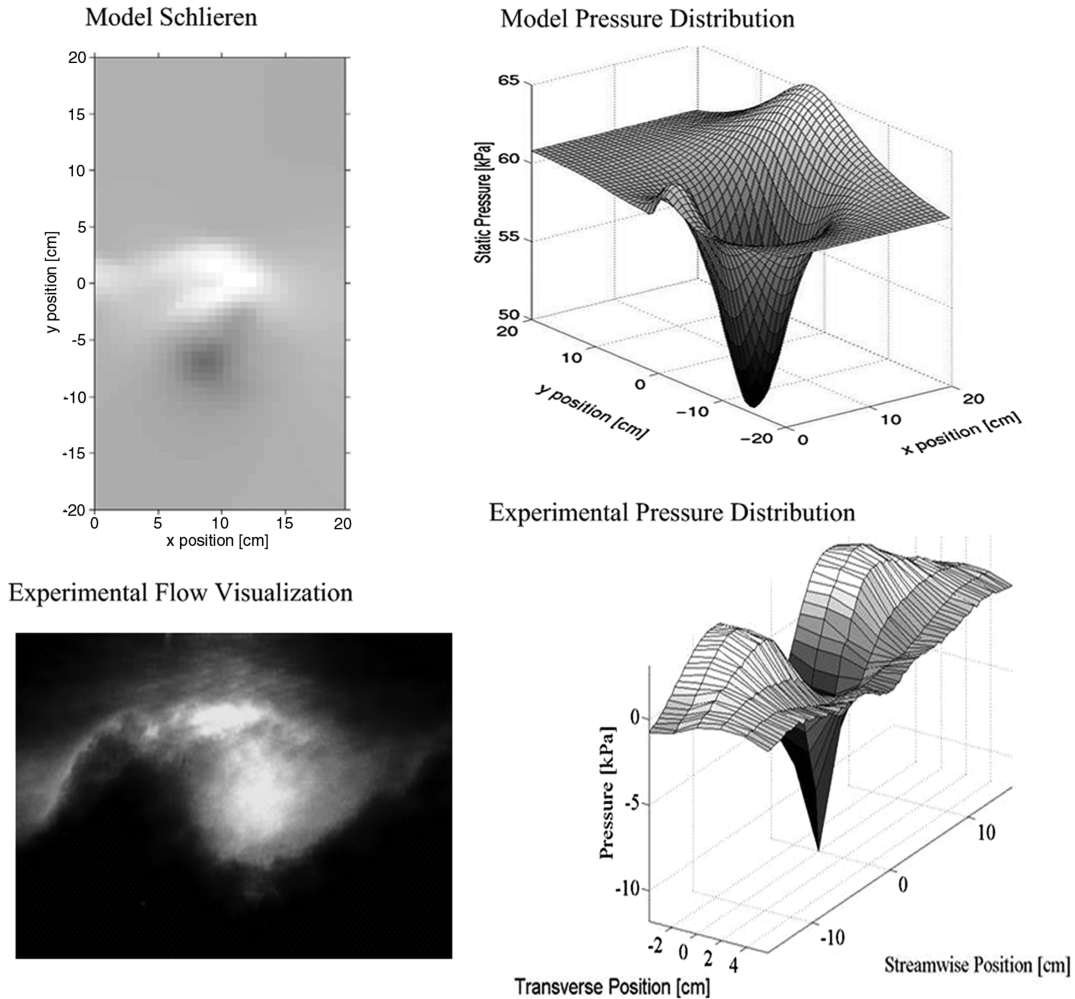 Model Schlieren
20
15
10
5
0
-5
-10
-15
-20
y position [cm]
0 5 10 15 20
x position [cm]
Model Pressure Distribution
65
60
55
50
Static Pressure [kPa]
20 10 0 −10 −20
y position [cm]
0 10 20
x position [cm]
Experimental Flow Visualization
Experimental Pressure Distribution
0
-5
-10
Pressure [kPa]
-2 0 2 4
Transverse Position [cm]
-10 0 10
Streamwise Position [cm]